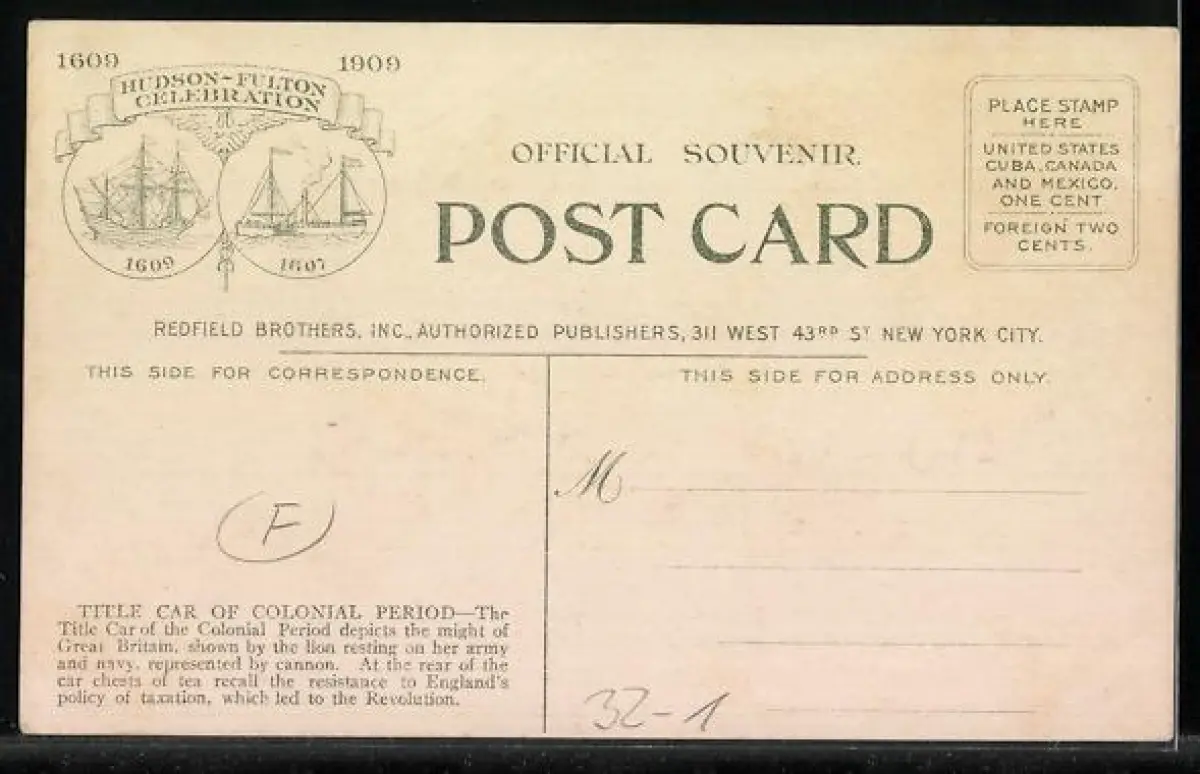 1609 1909
HUDSON-FULTON
CELEBRATION
1609 1607
OFFICIAL SOUVENIR.
POST CARD
PLACE STAMP
HERE
UNITED STATES
CUBA, CANADA
AND MEXICO,
ONE CENT
FOREIGN TWO
CENTS.
REDFIELD BROTHERS, INC., AUTHORIZED PUBLISHERS, 311 WEST 43RD ST NEW YORK CITY.
THIS SIDE FOR CORRESPONDENCE.
THIS SIDE FOR ADDRESS ONLY.
M
F
TITLE CAR OF COLONIAL PERIOD—The
Title Car of the Colonial Period depicts the might of
Great Britain, shown by the lion resting on her army
and navy, represented by cannon. At the rear of the
car chests of tea recall the resistance to England's
policy of taxation, which led to the Revolution.
32-1